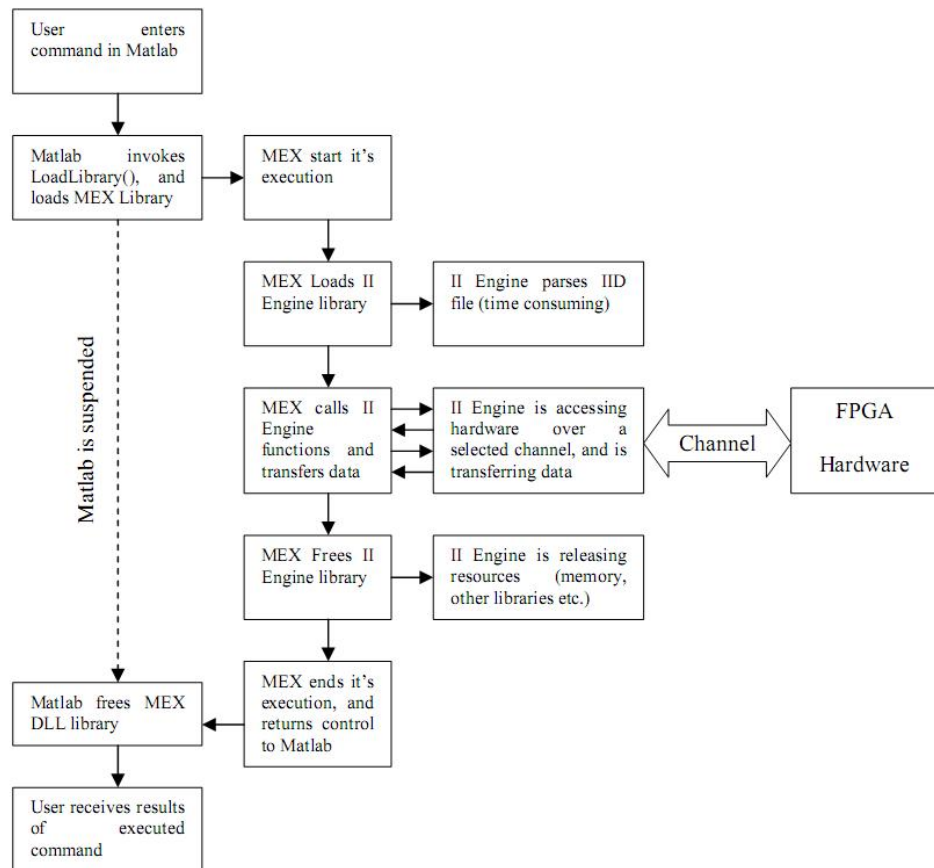 User enters
command in Matlab
Matlab invokes
LoadLibrary(), and
loads MEX Library
MEX start it's
execution
MEX Loads II
Engine library
II Engine parses IID
file (time consuming)
Matlab is suspended
MEX calls II
Engine
functions and
transfers data
II Engine is accessing
hardware over a
selected channel, and is
transferring data
Channel
FPGA
Hardware
MEX Frees II
Engine library
II Engine is releasing
resources (memory,
other libraries etc.)
MEX ends it's
execution, and
returns control
to Matlab
Matlab frees MEX
DLL library
User receives results
of executed
command